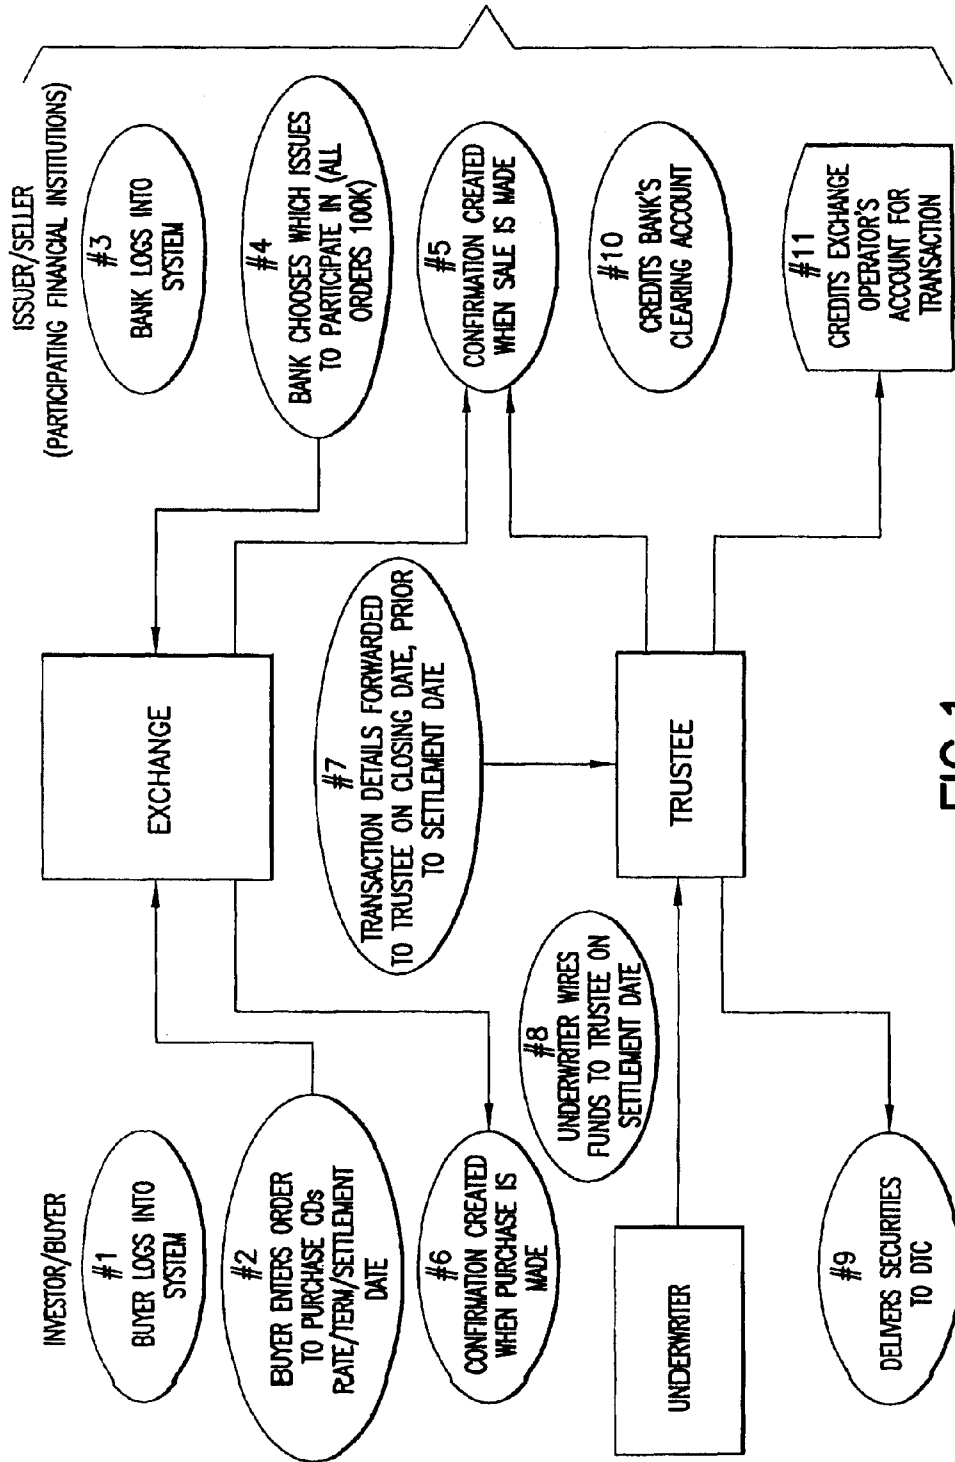 INVESTOR/BUYER
#1
BUYER LOGS INTO
SYSTEM
#2
BUYER ENTERS ORDER
TO PURCHASE CDs
RATE/TERM/SETTLEMENT
DATE
#6
CONFIRMATION CREATED
WHEN PURCHASE IS
MADE
UNDERWRITER
#9
DELIVERS SECURITIES
TO DTC
EXCHANGE
#7
TRANSACTION DETAILS FORWARDED
TO TRUSTEE ON CLOSING DATE, PRIOR
TO SETTLEMENT DATE
#8
UNDERWRITER WIRES
FUNDS TO TRUSTEE ON
SETTLEMENT DATE
TRUSTEE
ISSUER/SELLER
(PARTICIPATING FINANCIAL INSTITUTIONS)
#3
BANK LOGS INTO
SYSTEM
#4
BANK CHOOSES WHICH ISSUES
TO PARTICIPATE IN (ALL
ORDERS 100K)
#5
CONFIRMATION CREATED
WHEN SALE IS MADE
#10
CREDITS BANK'S
CLEARING ACCOUNT
#11
CREDITS EXCHANGE
OPERATOR'S
ACCOUNT FOR
TRANSACTION
FIG.1